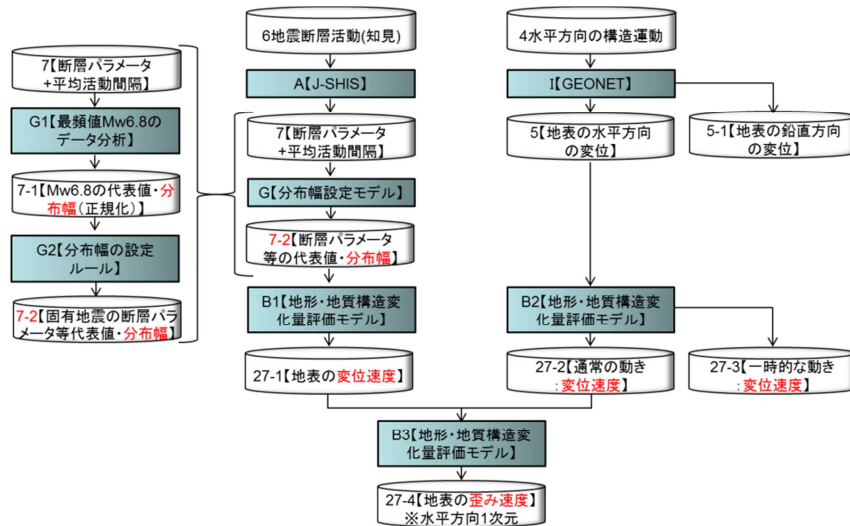 7【断層パラメータ
+平均活動間隔】
G1【最頻値Mw6.8の
データ分析】
7-1【Mw6.8の代表値・分
布幅(正規化)】
G2【分布幅の設定
ルール】
7-2【固有地震の断層パラ
メータ等代表値・分布幅】
6地震断層活動(知見)
A【J-SHIS】
7【断層パラメータ
+平均活動間隔】
G【分布幅設定モデル】
7-2【断層パラメータ
等の代表値・分布幅】
B1【地形・地質構造変
化量評価モデル】
27-1【地表の変位速度】
4水平方向の構造運動
I【GEONET】
5【地表の水平方向
の変位】
5-1【地表の鉛直方向
の変位】
B2【地形・地質構造変
化量評価モデル】
27-2【通常の動き
:変位速度】
27-3【一時的な動き
:変位速度】
B3【地形・地質構造変
化量評価モデル】
27-4【地表の歪み速度】
※水平方向1次元